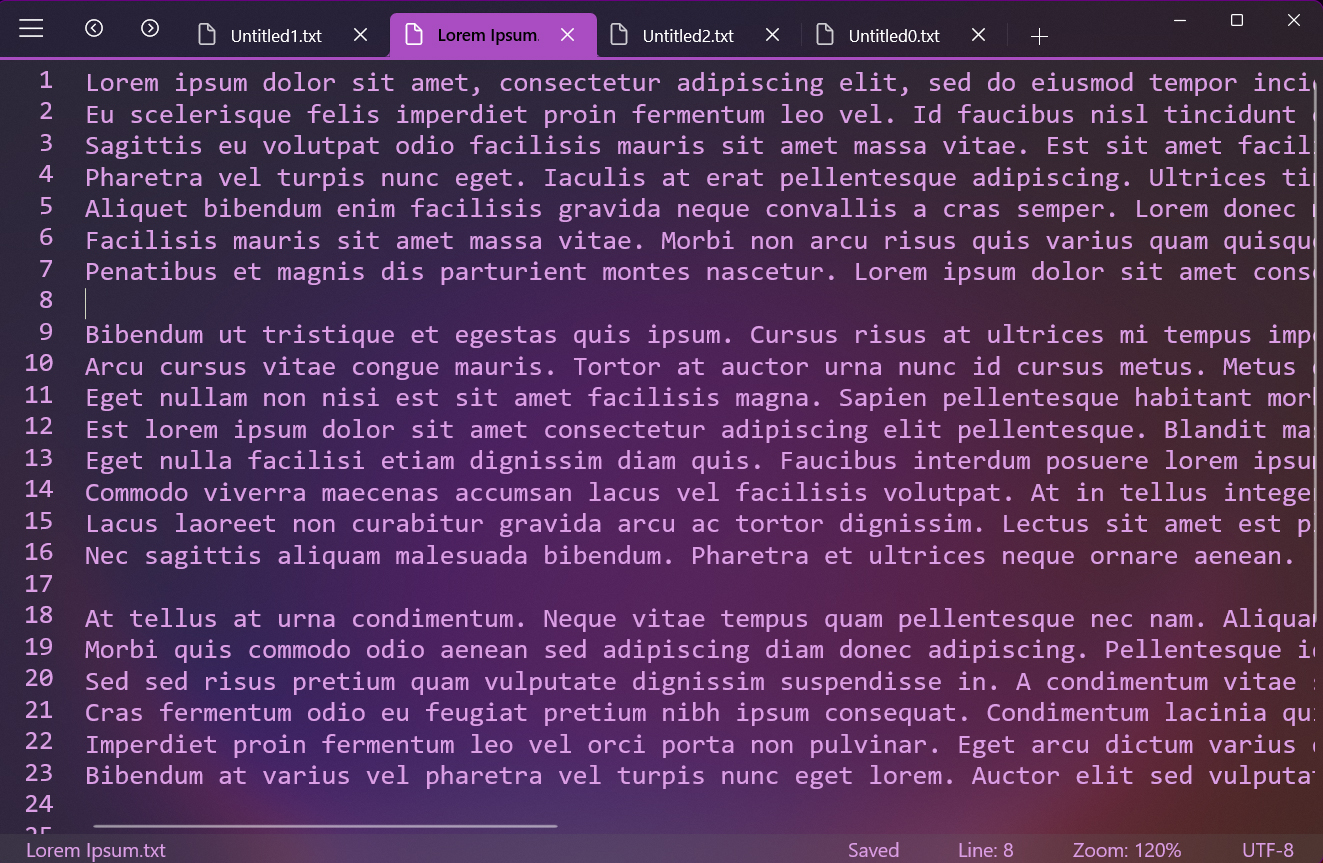 Untitled1.txt
Lorem Ipsum.
Untitled2.txt
Untitled0.txt
1 Lorem ipsum dolor sit amet, consectetur adipiscing elit, sed do eiusmod tempor
2 Eu scelerisque felis imperdiet proin fermentum leo vel. Id faucibus nisl tincidunt
3 Sagittis eu volutpat odio facilisis mauris sit amet massa vitae. Est sit amet
4 Pharetra vel turpis nunc eget. Iaculis at erat pellentesque adipiscing. Ultrices
5 Aliquet bibendum enim facilisis gravida neque convallis a cras semper. Lorem donec
6 Facilisis mauris sit amet massa vitae. Morbi non arcu risus quis varius quam
7 Penatibus et magnis dis parturient montes nascetur. Lorem ipsum dolor sit amet
8
9 Bibendum ut tristique et egestas quis ipsum. Cursus risus at ultrices mi tempus
10 Arcu cursus vitae congue mauris. Tortor at auctor urna nunc id cursus metus. Metus
11 Eget nullam non nisi est sit amet facilisis magna. Sapien pellentesque habitant
12 Est lorem ipsum dolor sit amet consectetur adipiscing elit pellentesque. Blandit
13 Eget nulla facilisi etiam dignissim diam quis. Faucibus interdum posuere lorem
14 Commodo viverra maecenas accumsan lacus vel facilisis volutpat. At in tellus
15 Lacus laoreet non curabitur gravida arcu ac tortor dignissim. Lectus sit amet est
16 Nec sagittis aliquam malesuada bibendum. Pharetra et ultrices neque ornare aenean.
17
18 At tellus at urna condimentum. Neque vitae tempus quam pellentesque nec nam.
19 Morbi quis commodo odio aenean sed adipiscing diam donec adipiscing. Pellentesque
20 Sed sed risus pretium quam vulputate dignissim suspendisse in. A condimentum vitae
21 Cras fermentum odio eu feugiat pretium nibh ipsum consequat. Condimentum lacinia
22 Imperdiet proin fermentum leo vel orci porta non pulvinar. Eget arcu dictum varius
23 Bibendum at varius vel pharetra vel turpis nunc eget lorem. Auctor elit sed
24
Lorem Ipsum.txt
Saved
Line: 8
Zoom: 120%
UTF-8